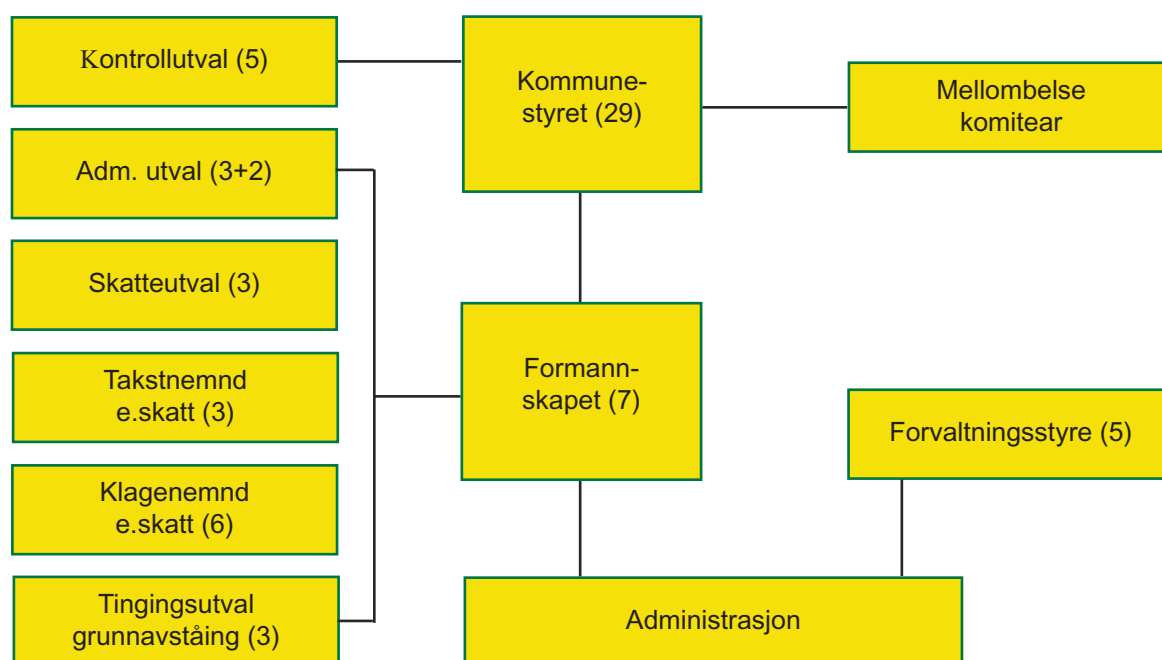 Kontrollutval (5)
Kommune-
styret (29)
Mellombelse
komitear
Adm. utval (3+2)
Skatteutval (3)
Takstnemnd
e.skatt (3)
Formann-
skapet (7)
Forvaltningsstyre (5)
Klagenemnd
e.skatt (6)
Tingingsutval
grunnavståing (3)
Administrasjon